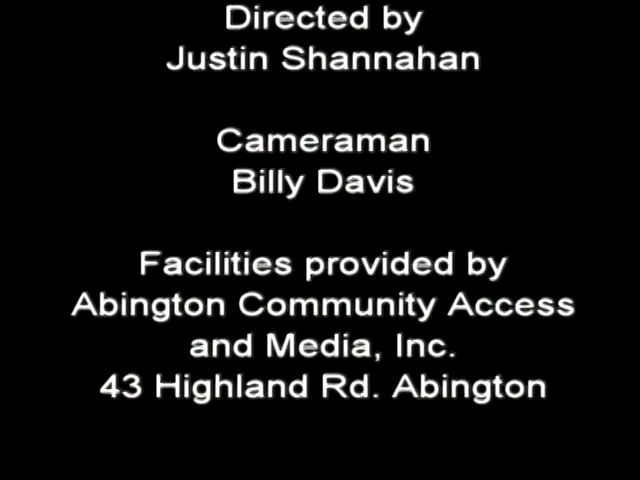 Directed by
Justin Shannahan
Cameraman
Billy Davis
Facilities provided by
Abington Community Access
and Media, Inc.
43 Highland Rd. Abington